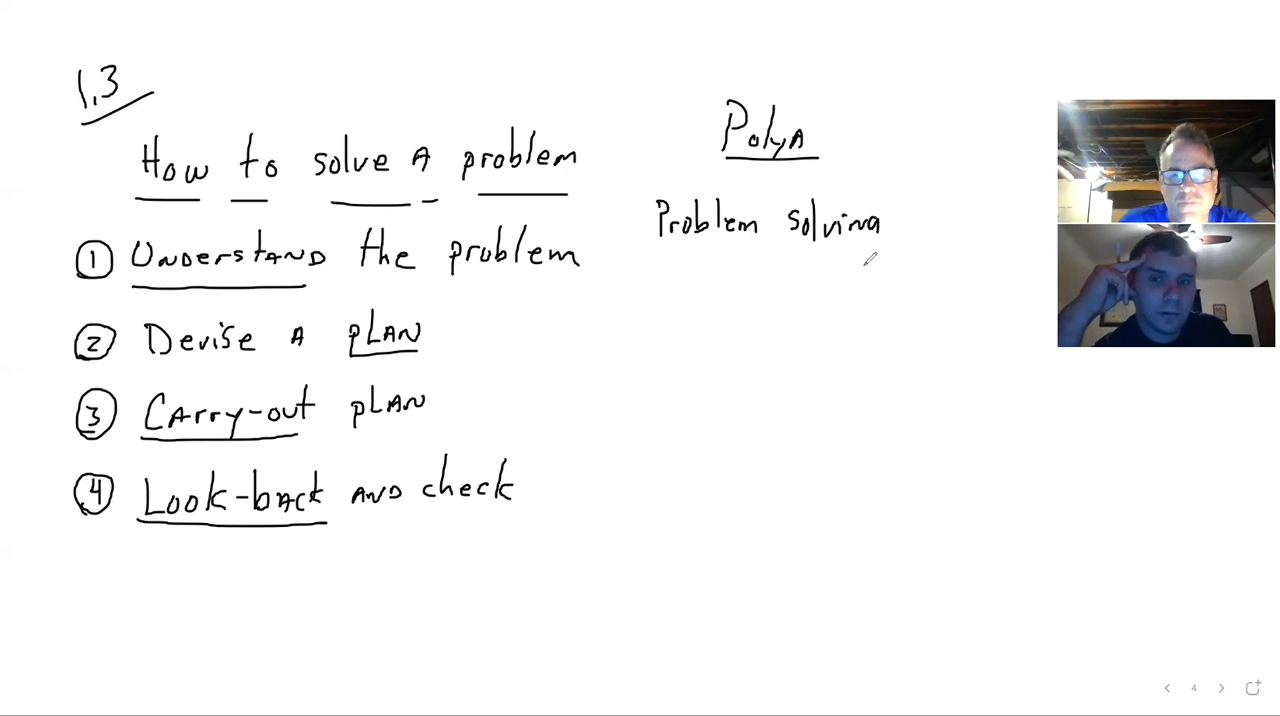 1.3
How to solve A problem
1 UNDERSTAND the problem
2 Devise A pLAN
3 CArry-out pLAN
4 Look-bAck AND check
PolyA
Problem solving
4